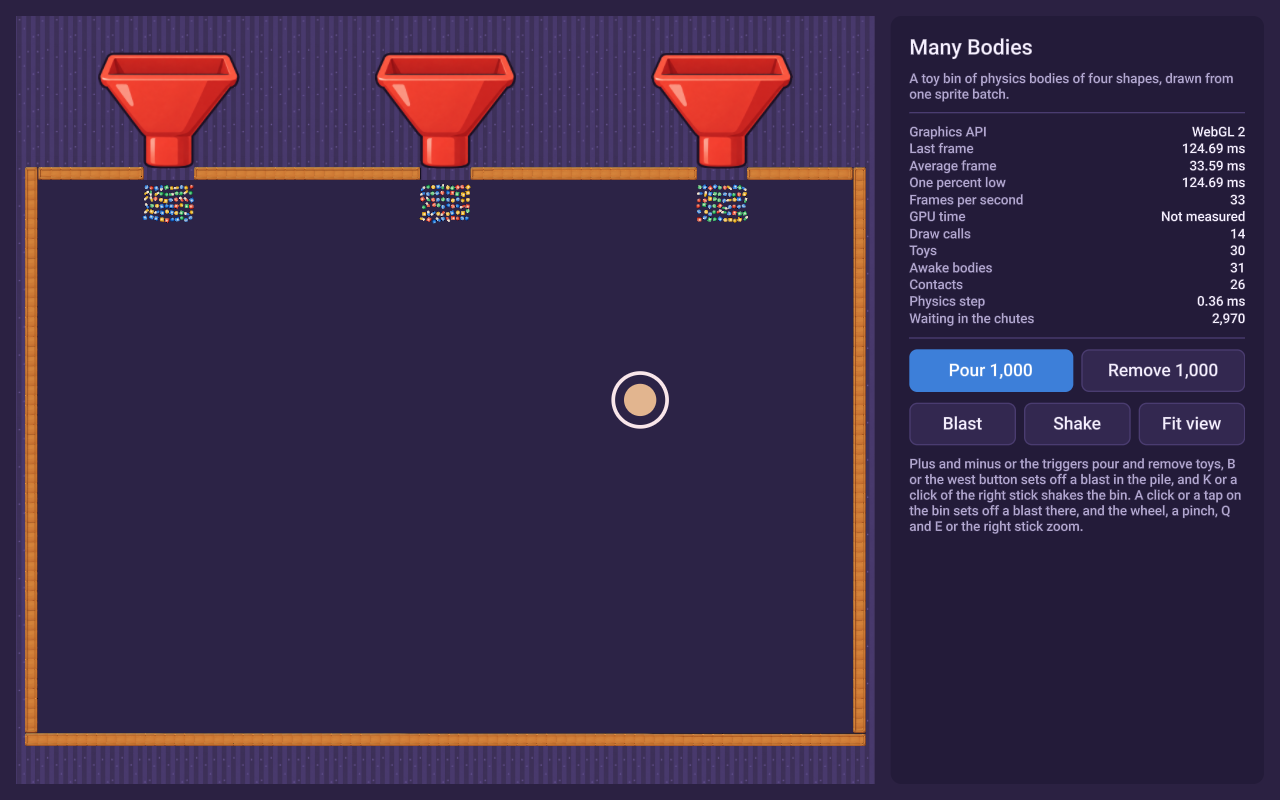 Many Bodies
A toy bin of physics bodies of four shapes, drawn from
one sprite batch.
Graphics API WebGL 2
Last frame 124.69 ms
Average frame 33.59 ms
One percent low 124.69 ms
Frames per second 33
GPU time Not measured
Draw calls 14
Toys 30
Awake bodies 31
Contacts 26
Physics step 0.36 ms
Waiting in the chutes 2,970
Pour 1,000 Remove 1,000
Blast Shake Fit view
Plus and minus or the triggers pour and remove toys, B
or the west button sets off a blast in the pile, and K or a
click of the right stick shakes the bin. A click or a tap on
the bin sets off a blast there, and the wheel, a pinch, Q
and E or the right stick zoom.